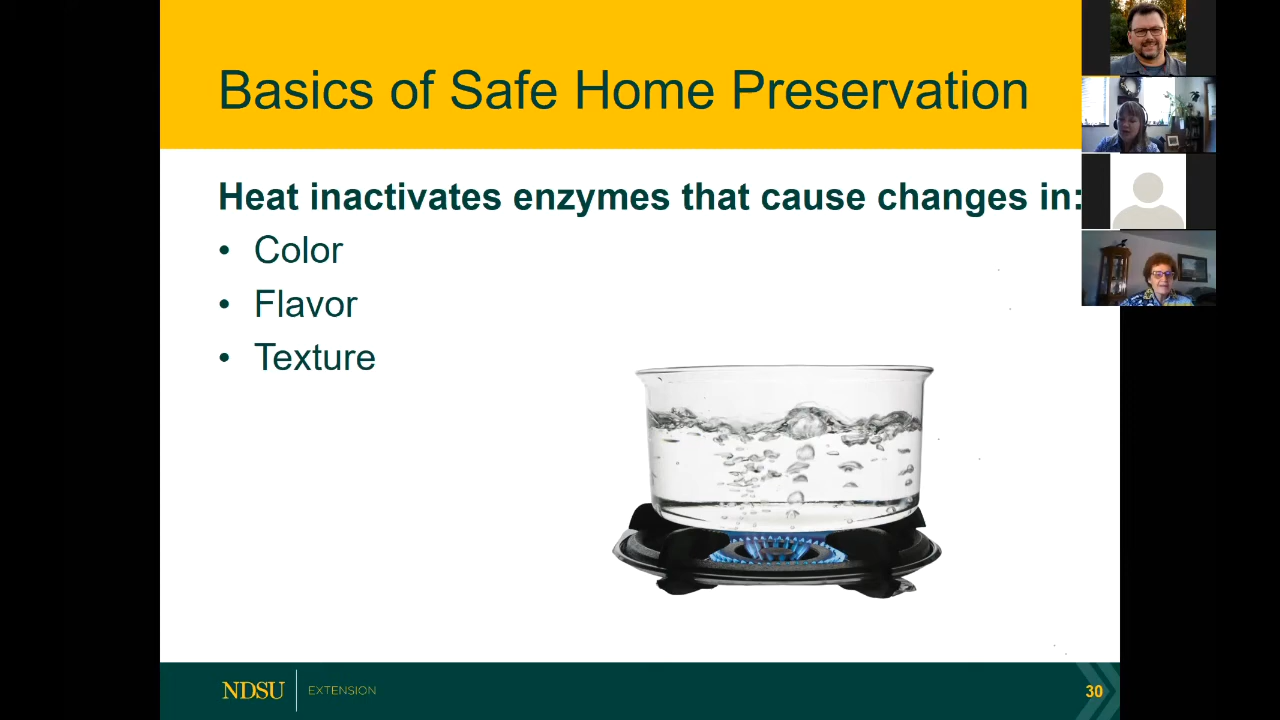 Basics of Safe Home Preservation
Heat inactivates enzymes that cause changes in:
• Color
• Flavor
• Texture
NDSU EXTENSION
30